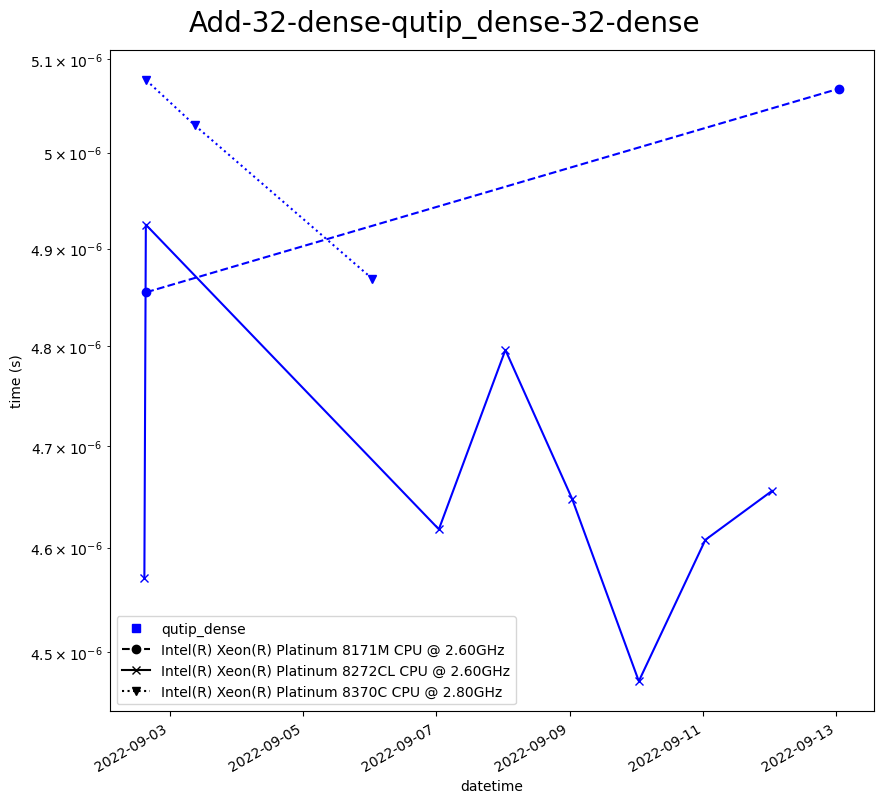 Add-32-dense-qutip_dense-32-dense
5.1 × 10⁻⁶
5 × 10⁻⁶
4.9 × 10⁻⁶
4.8 × 10⁻⁶
4.7 × 10⁻⁶
4.6 × 10⁻⁶
4.5 × 10⁻⁶
time (s)
qutip_dense
Intel(R) Xeon(R) Platinum 8171M CPU @ 2.60GHz
Intel(R) Xeon(R) Platinum 8272CL CPU @ 2.60GHz
Intel(R) Xeon(R) Platinum 8370C CPU @ 2.80GHz
2022-09-03
2022-09-05
2022-09-07
2022-09-09
2022-09-11
2022-09-13
datetime